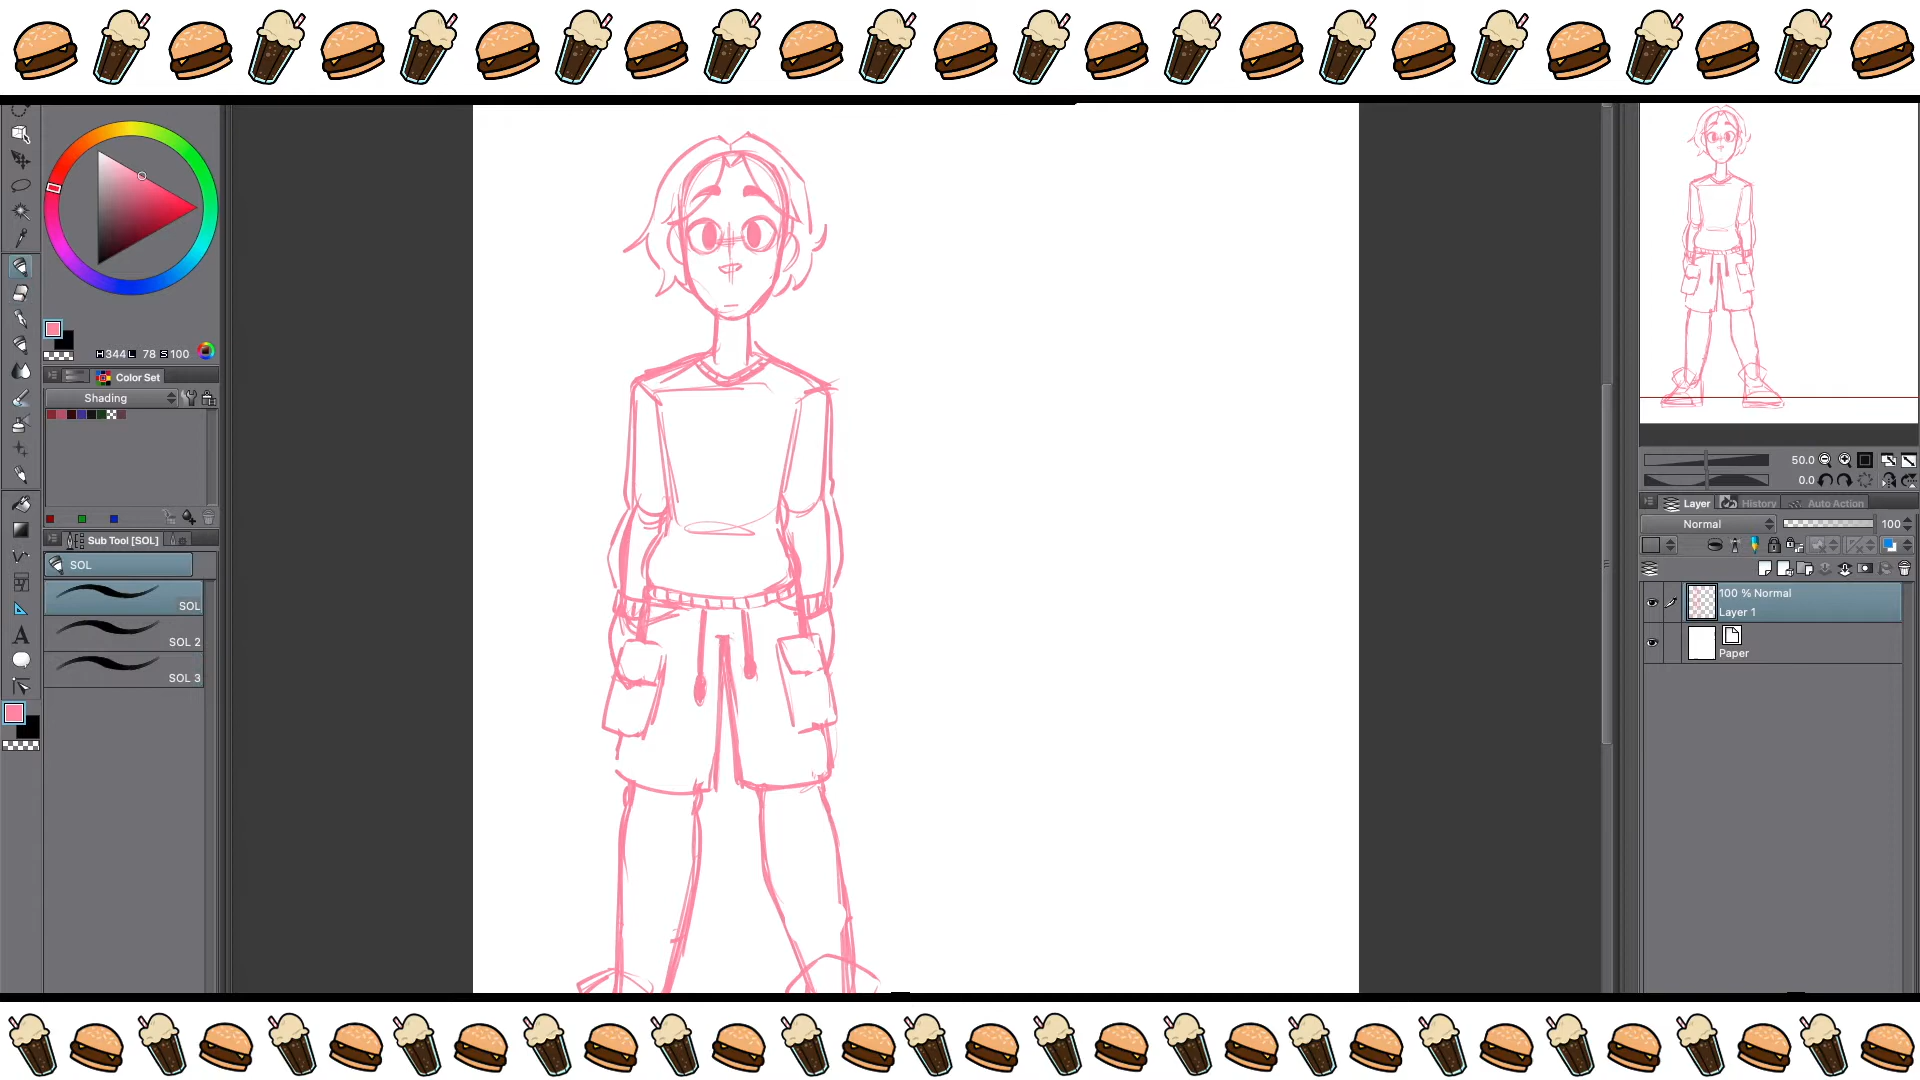 H344 L 78 S 100
Color Set
Shading
Sub Tool [SOL]
SOL
SOL
SOL 2
SOL 3
A
50.0
0.0
Layer
History
Auto Action
Normal
100
100 % Normal
Layer 1
Paper